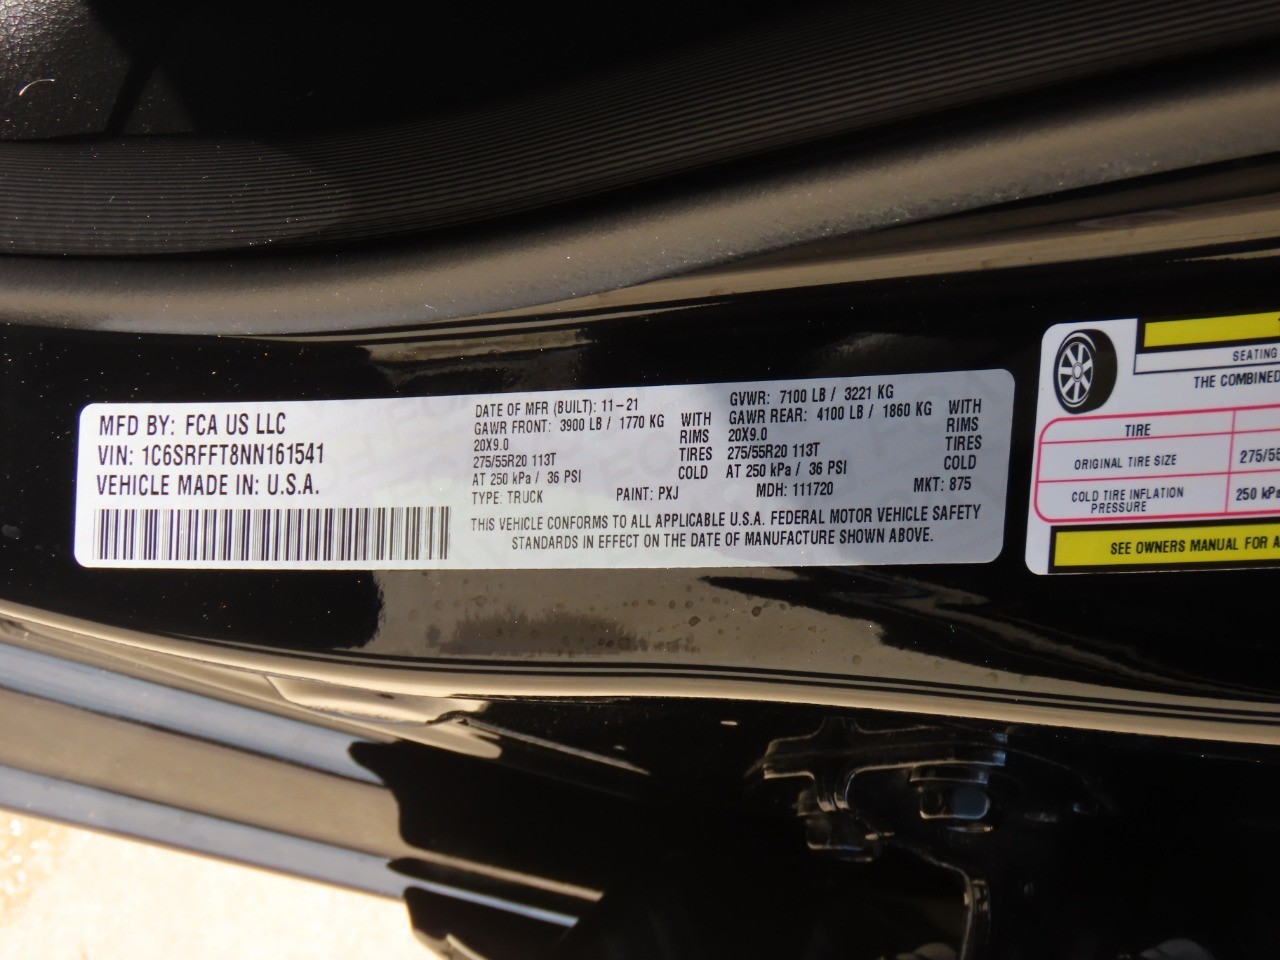 MFD BY: FCA US LLC
VIN: 1C6SRFFT8NN161541
VEHICLE MADE IN: U.S.A.
DATE OF MFR (BUILT): 11-21
GAWR FRONT: 3900 LB / 1770 KG WITH
20X9.0 RIMS
275/55R20 113T TIRES
AT 250 kPa / 36 PSI COLD
GVWR: 7100 LB / 3221 KG
GAWR REAR: 4100 LB / 1860 KG WITH
20X9.0 RIMS
275/55R20 113T TIRES
AT 250 kPa / 36 PSI COLD
TYPE: TRUCK PAINT: PXJ MDH: 111720 MKT: 875
THIS VEHICLE CONFORMS TO ALL APPLICABLE U.S.A. FEDERAL MOTOR VEHICLE SAFETY
STANDARDS IN EFFECT ON THE DATE OF MANUFACTURE SHOWN ABOVE.
SEATING
THE COMBINED
TIRE
ORIGINAL TIRE SIZE 275/55
COLD TIRE INFLATION
PRESSURE
250 kPa
SEE OWNERS MANUAL FOR